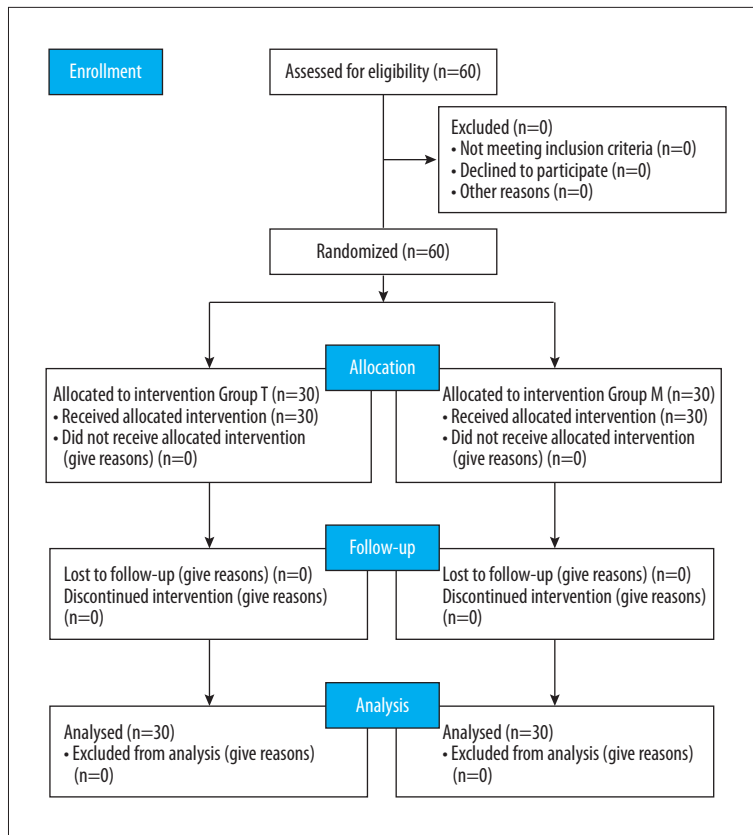 Enrollment
Assessed for eligibility (n=60)
Excluded (n=0)
• Not meeting inclusion criteria (n=0)
• Declined to participate (n=0)
• Other reasons (n=0)
Randomized (n=60)
Allocation
Allocated to intervention Group T (n=30)
• Received allocated intervention (n=30)
• Did not receive allocated intervention
(give reasons) (n=0)
Allocated to intervention Group M (n=30)
• Received allocated intervention (n=30)
• Did not receive allocated intervention
(give reasons) (n=0)
Follow-up
Lost to follow-up (give reasons) (n=0)
Discontinued intervention (give reasons)
(n=0)
Lost to follow-up (give reasons) (n=0)
Discontinued intervention (give reasons)
(n=0)
Analysis
Analysed (n=30)
• Excluded from analysis (give reasons)
(n=0)
Analysed (n=30)
• Excluded from analysis (give reasons)
(n=0)